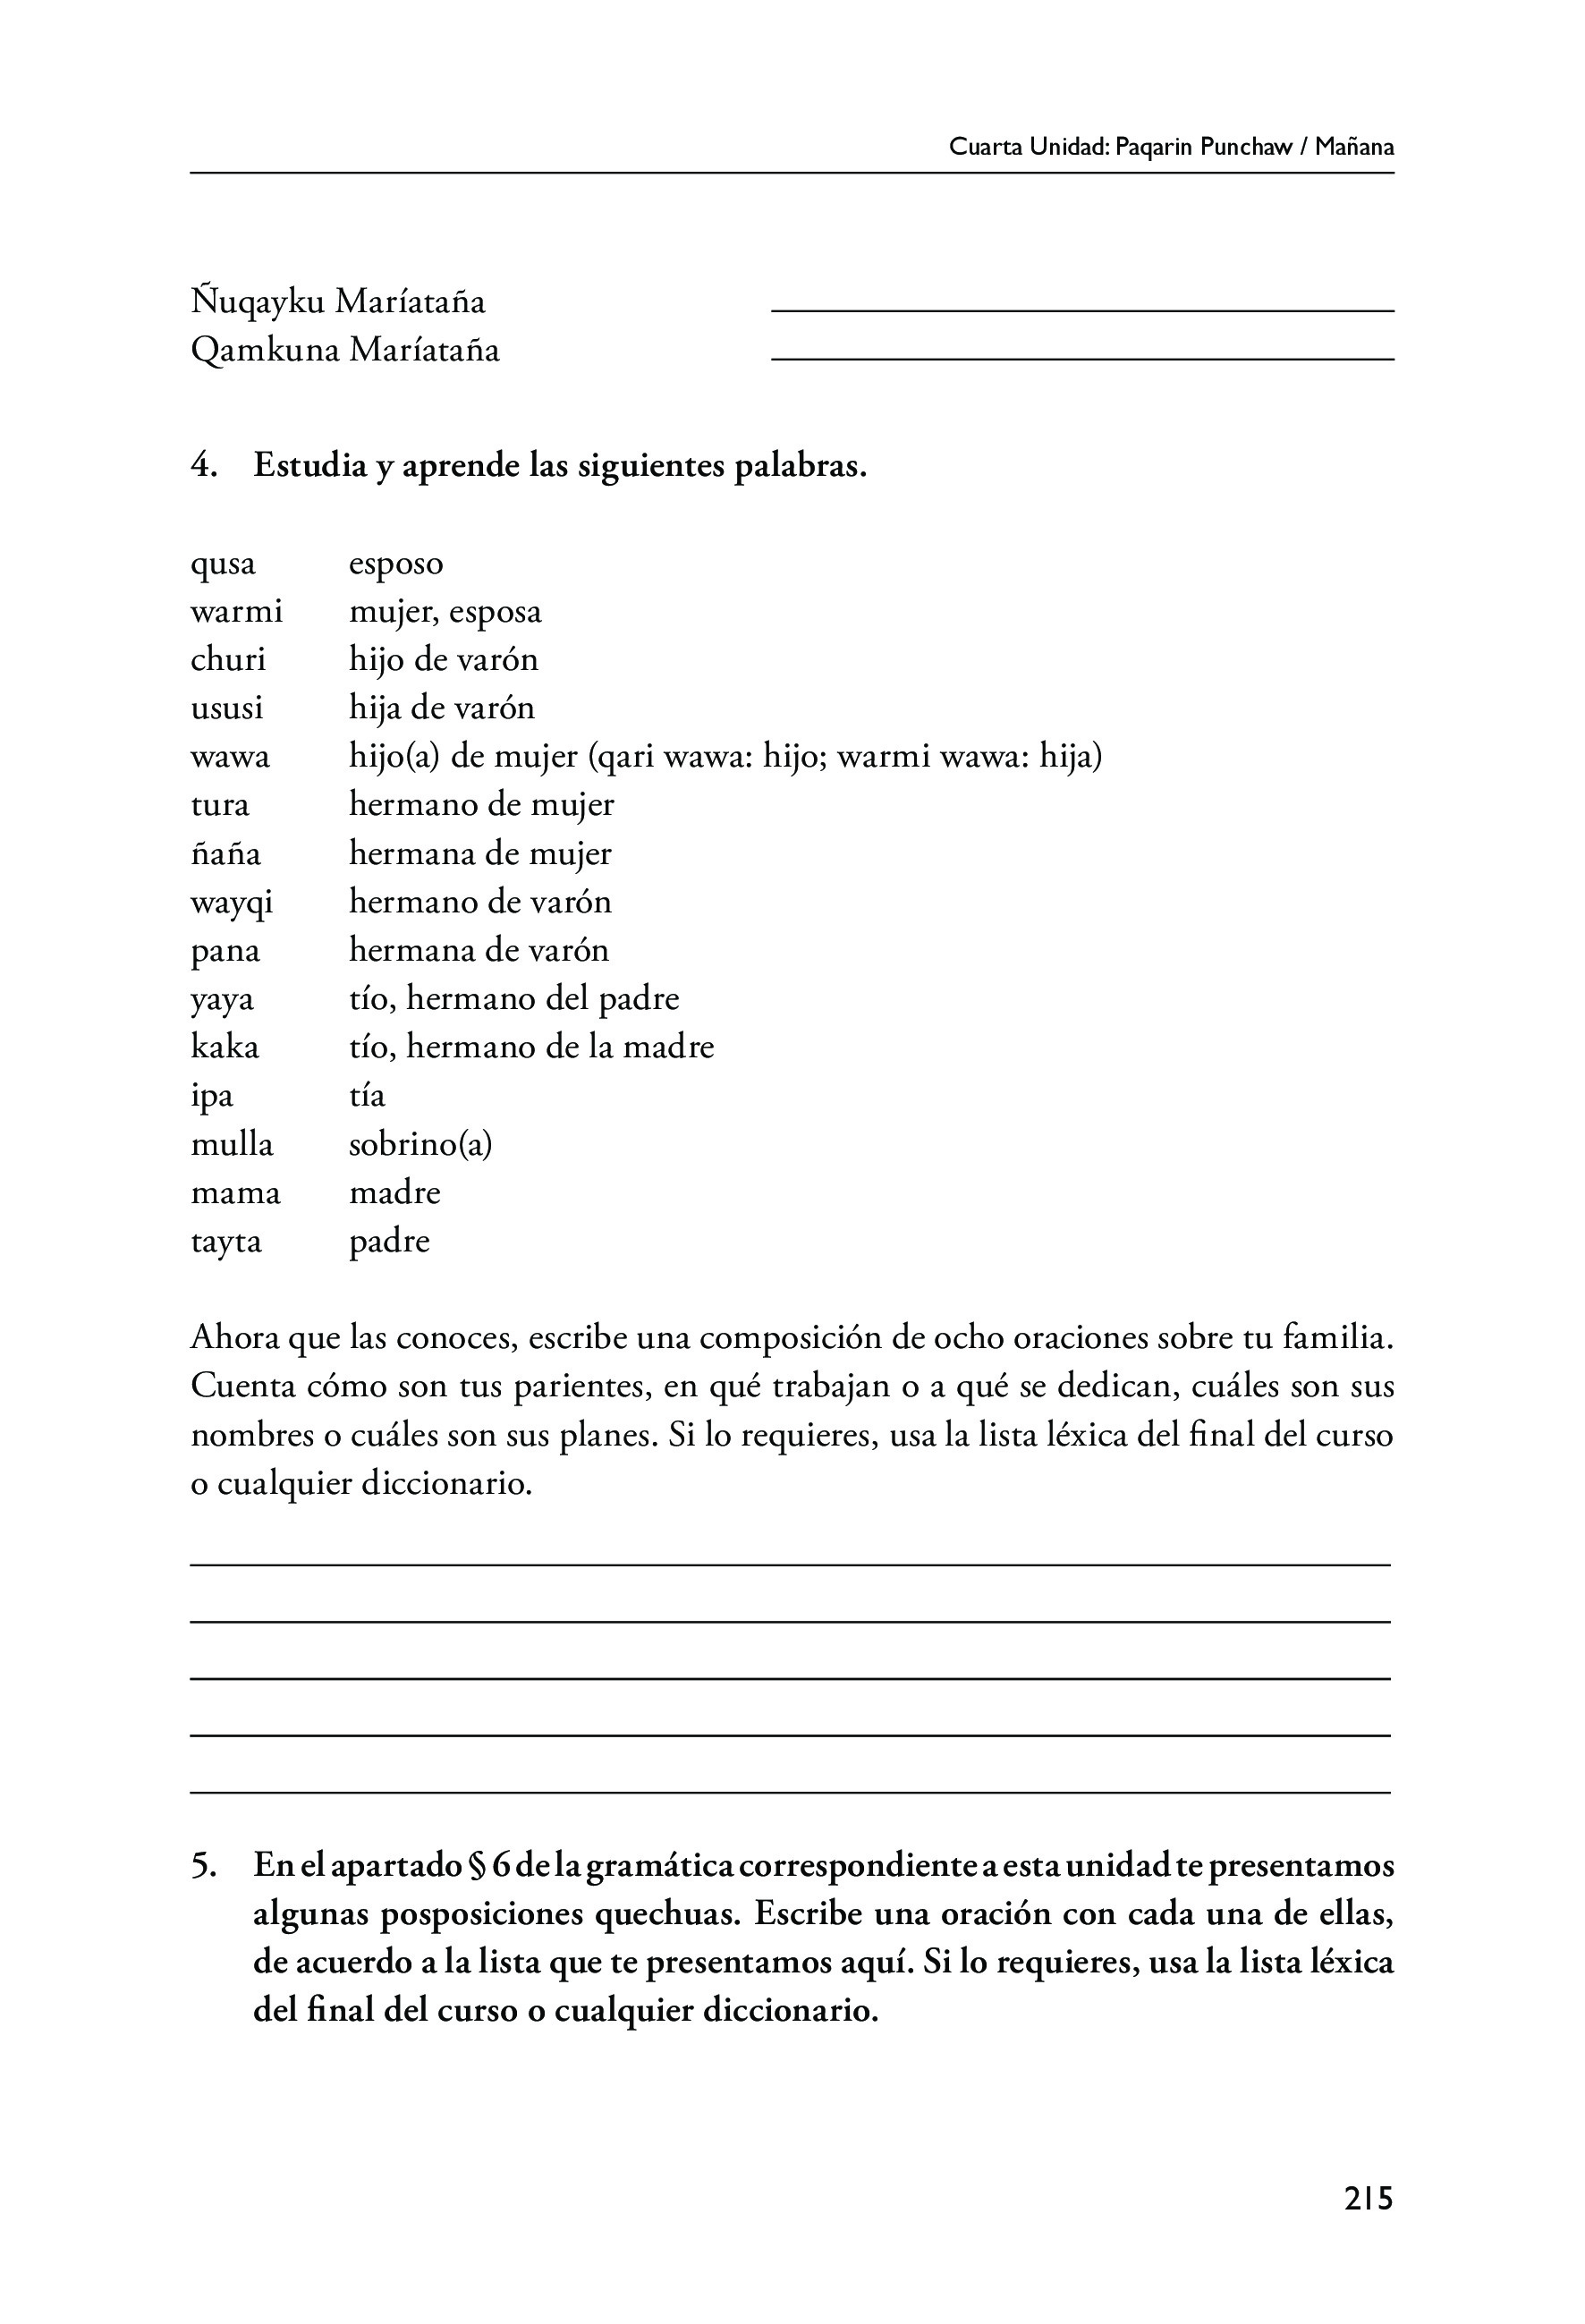 Cuarta Unidad: Paqarin Punchaw / Mañana
Ñuqayku Maríataña
Qamkuna Maríataña
4. Estudia y aprende las siguientes palabras.
qusa esposo
warmi mujer, esposa
churi hijo de varón
ususi hija de varón
wawa hijo(a) de mujer (qari wawa: hijo; warmi wawa: hija)
tura hermano de mujer
ñaña hermana de mujer
wayqi hermano de varón
pana hermana de varón
yaya tío, hermano del padre
kaka tío, hermano de la madre
ipa tía
mulla sobrino(a)
mama madre
tayta padre
Ahora que las conoces, escribe una composición de ocho oraciones sobre tu familia.
Cuenta cómo son tus parientes, en qué trabajan o a qué se dedican, cuáles son sus
nombres o cuáles son sus planes. Si lo requieres, usa la lista léxica del final del curso
o cualquier diccionario.
5. En el apartado § 6 de la gramática correspondiente a esta unidad te presentamos
algunas posposiciones quechuas. Escribe una oración con cada una de ellas,
de acuerdo a la lista que te presentamos aquí. Si lo requieres, usa la lista léxica
del final del curso o cualquier diccionario.
215